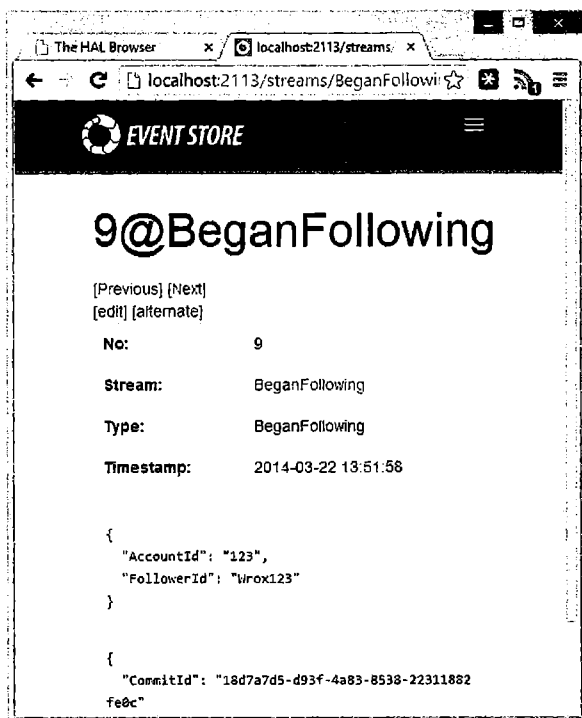 The HAL Browser
localhost:2113/streams/
localhost:2113/streams/BeganFollowi
EVENT STORE
9@BeganFollowing
[Previous] [Next]
[edit] [alternate]
No: 9
Stream: BeganFollowing
Type: BeganFollowing
Timestamp: 2014-03-22 13:51:58
{
"AccountId": "123",
"FollowerId": "Wrox123"
}
{
"CommitId": "18d7a7d5-d93f-4a83-8538-22311882
fe0c"